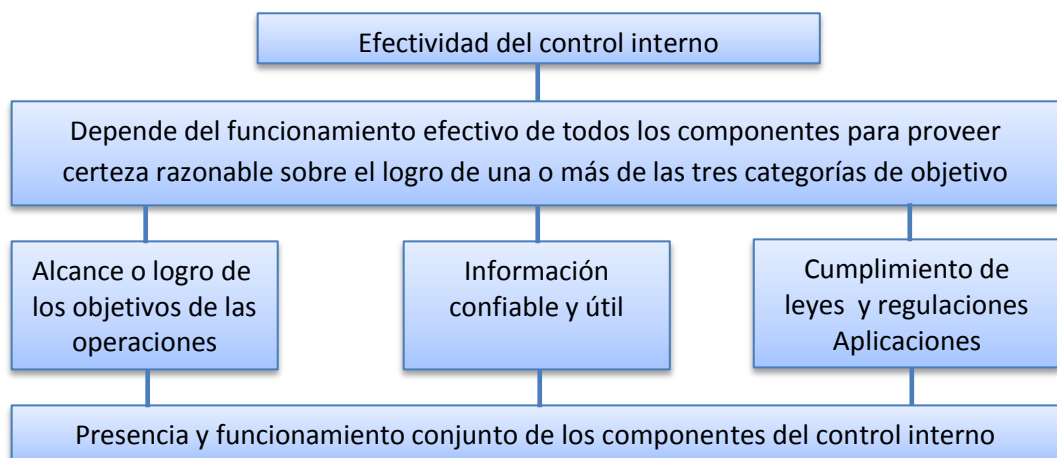 Efectividad del control interno
Depende del funcionamiento efectivo de todos los componentes para proveer
certeza razonable sobre el logro de una o más de las tres categorías de objetivo
Alcance o logro de
los objetivos de las
operaciones
Información
confiable y útil
Cumplimiento de
leyes y regulaciones
Aplicaciones
Presencia y funcionamiento conjunto de los componentes del control interno